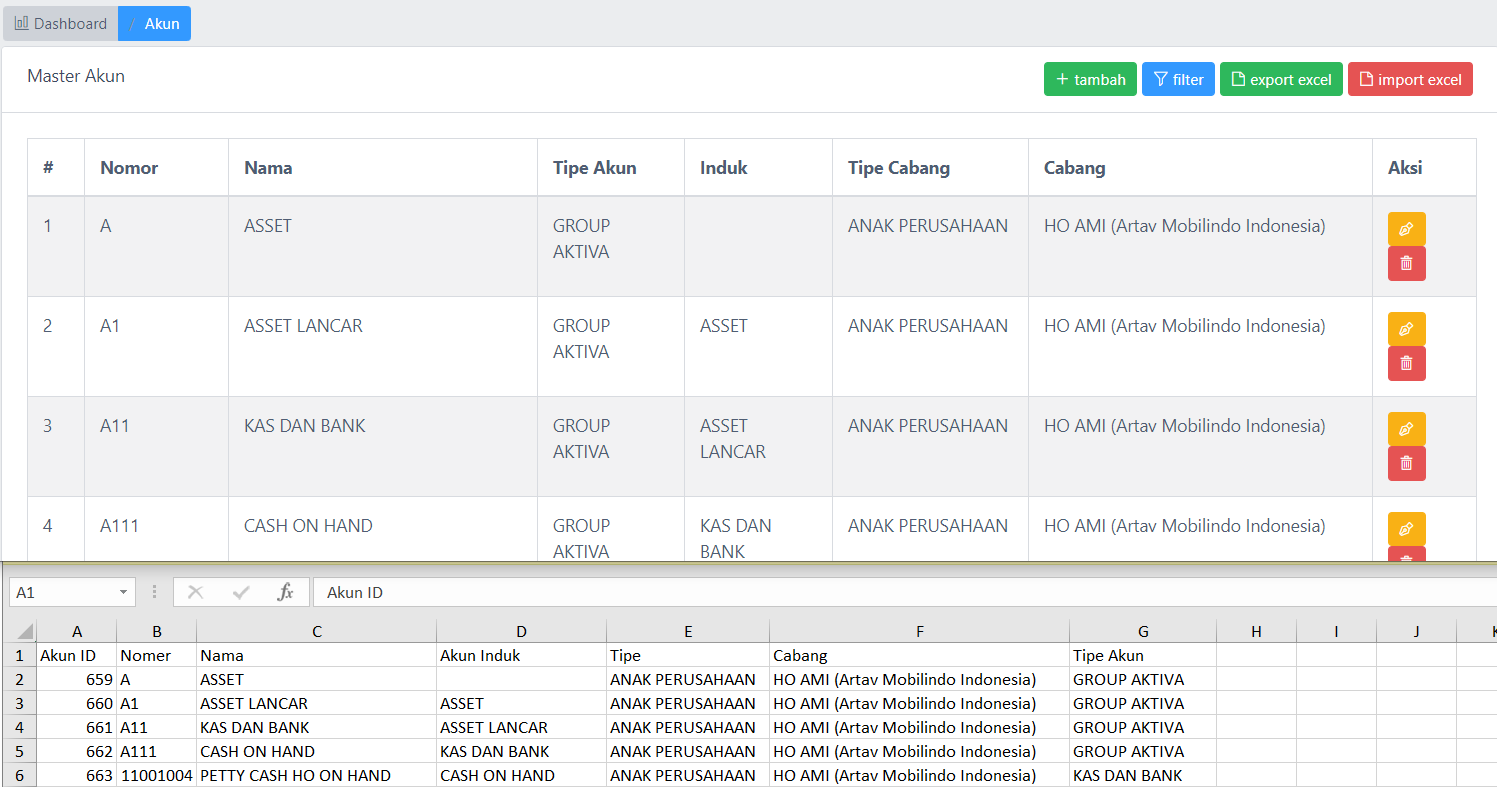 Dashboard / Akun
Master Akun
+ tambah filter export excel import excel
# Nomor Nama Tipe Akun Induk Tipe Cabang Cabang Aksi
1 A ASSET GROUP AKTIVA ANAK PERUSAHAAN HO AMI (Artav Mobilindo Indonesia)
2 A1 ASSET LANCAR GROUP AKTIVA ASSET ANAK PERUSAHAAN HO AMI (Artav Mobilindo Indonesia)
3 A11 KAS DAN BANK GROUP AKTIVA ASSET LANCAR ANAK PERUSAHAAN HO AMI (Artav Mobilindo Indonesia)
4 A111 CASH ON HAND GROUP AKTIVA KAS DAN BANK ANAK PERUSAHAAN HO AMI (Artav Mobilindo Indonesia)
A1 fx Akun ID
A B C D E F G H I J K
1 Akun ID Nomer Nama Akun Induk Tipe Cabang Tipe Akun
2 659 A ASSET ANAK PERUSAHAAN HO AMI (Artav Mobilindo Indonesia) GROUP AKTIVA
3 660 A1 ASSET LANCAR ASSET ANAK PERUSAHAAN HO AMI (Artav Mobilindo Indonesia) GROUP AKTIVA
4 661 A11 KAS DAN BANK ASSET LANCAR ANAK PERUSAHAAN HO AMI (Artav Mobilindo Indonesia) GROUP AKTIVA
5 662 A111 CASH ON HAND KAS DAN BANK ANAK PERUSAHAAN HO AMI (Artav Mobilindo Indonesia) GROUP AKTIVA
6 663 11001004 PETTY CASH HO ON HAND CASH ON HAND ANAK PERUSAHAAN HO AMI (Artav Mobilindo Indonesia) KAS DAN BANK